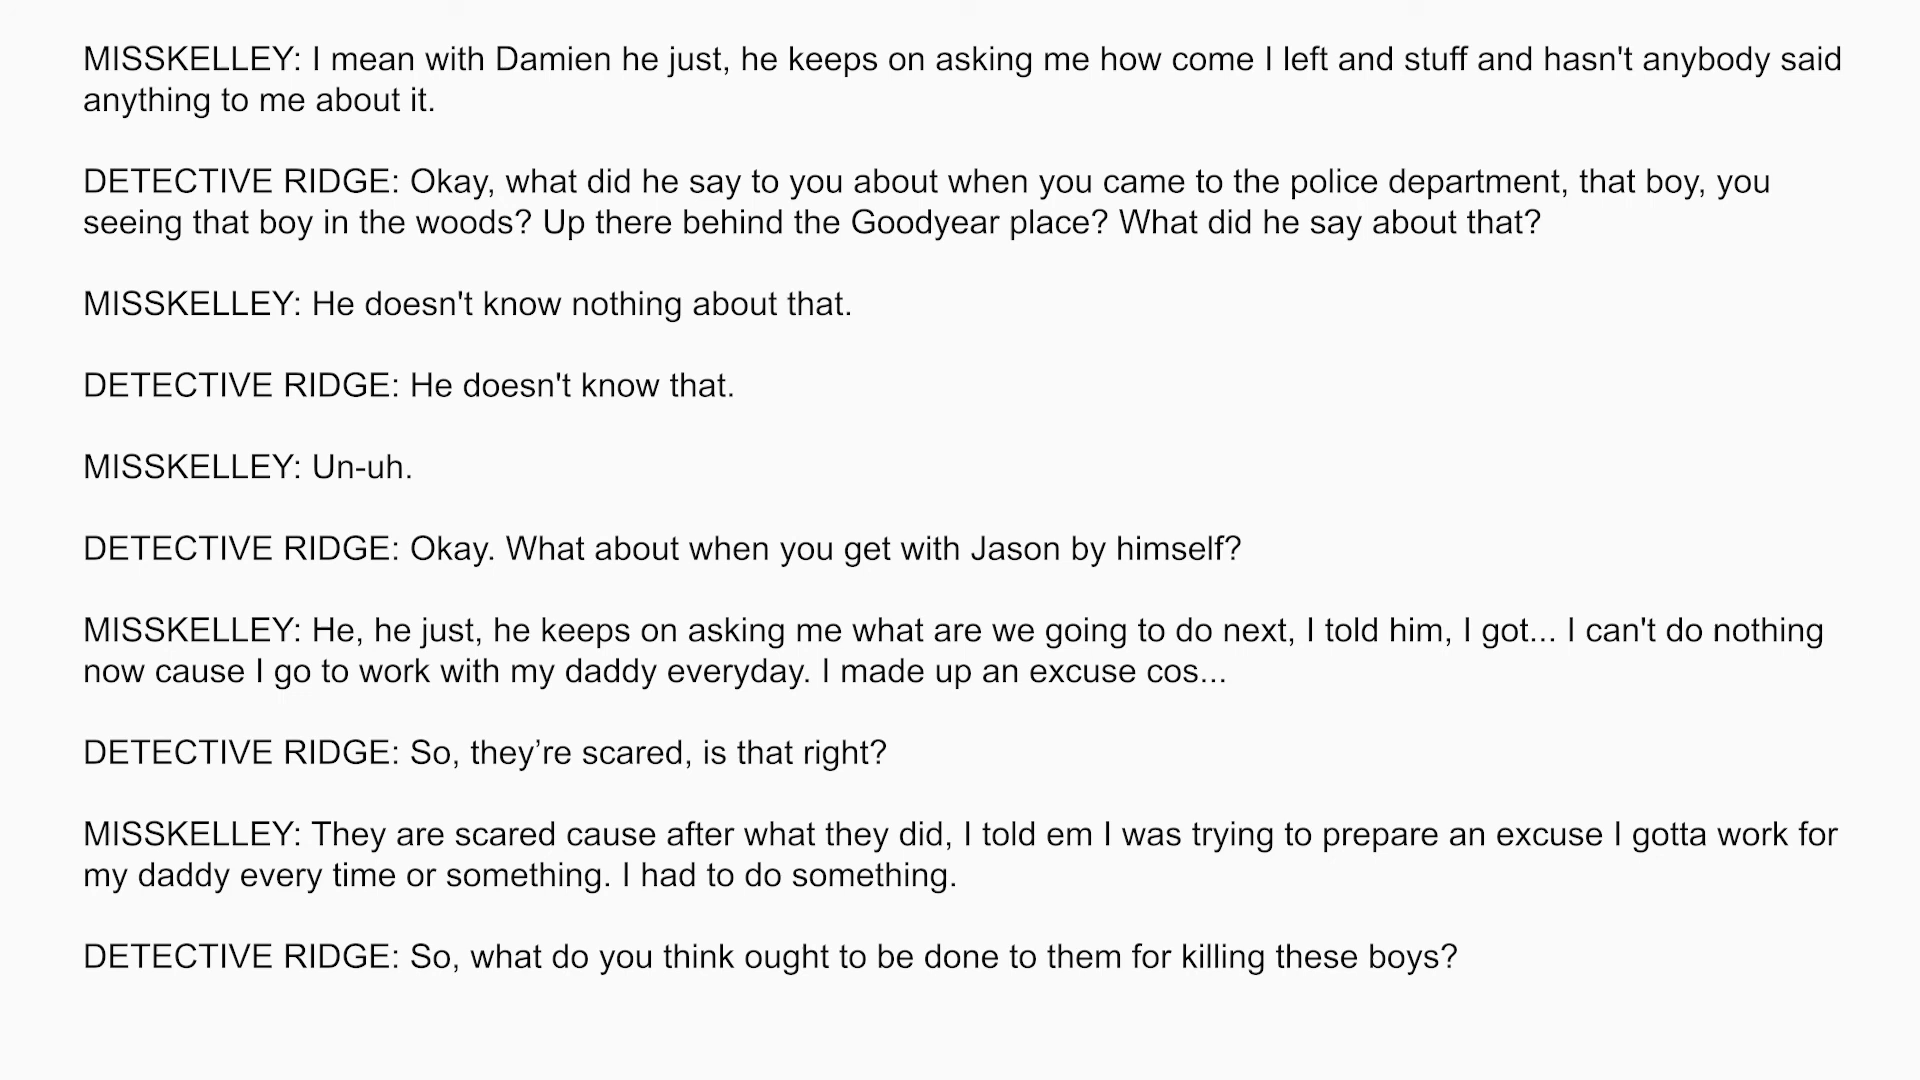 MISSKELLEY: I mean with Damien he just, he keeps on asking me how come I left and stuff and hasn't anybody said
anything to me about it.
DETECTIVE RIDGE: Okay, what did he say to you about when you came to the police department, that boy, you
seeing that boy in the woods? Up there behind the Goodyear place? What did he say about that?
MISSKELLEY: He doesn't know nothing about that.
DETECTIVE RIDGE: He doesn't know that.
MISSKELLEY: Un-uh.
DETECTIVE RIDGE: Okay. What about when you get with Jason by himself?
MISSKELLEY: He, he just, he keeps on asking me what are we going to do next, I told him, I got... I can't do nothing
now cause I go to work with my daddy everyday. I made up an excuse cos...
DETECTIVE RIDGE: So, they’re scared, is that right?
MISSKELLEY: They are scared cause after what they did, I told em I was trying to prepare an excuse I gotta work for
my daddy every time or something. I had to do something.
DETECTIVE RIDGE: So, what do you think ought to be done to them for killing these boys?